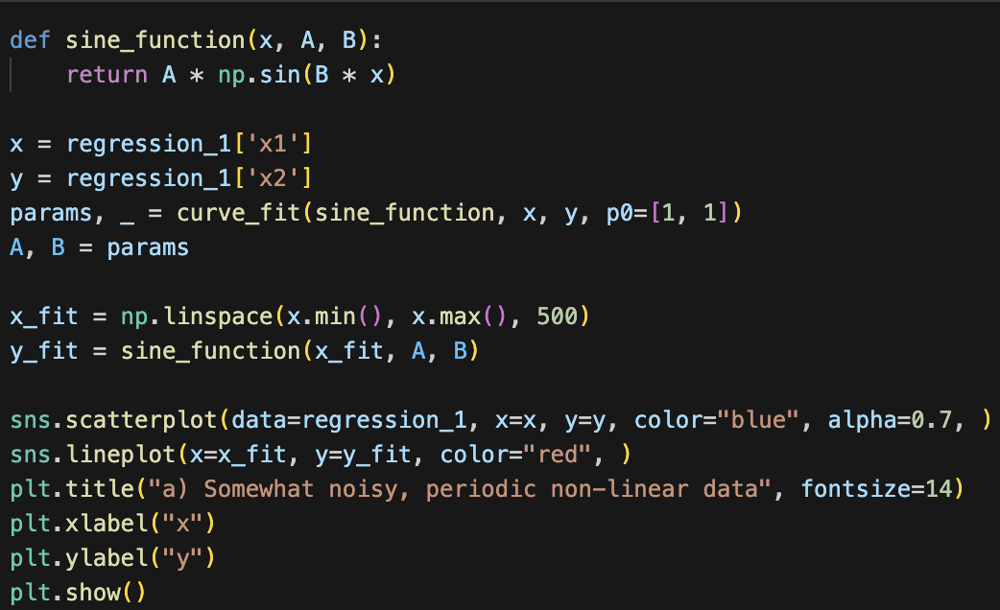 def sine_function(x, A, B):
    return A * np.sin(B * x)

x = regression_1['x1']
y = regression_1['x2']
params, _ = curve_fit(sine_function, x, y, p0=[1, 1])
A, B = params

x_fit = np.linspace(x.min(), x.max(), 500)
y_fit = sine_function(x_fit, A, B)

sns.scatterplot(data=regression_1, x=x, y=y, color="blue", alpha=0.7, )
sns.lineplot(x=x_fit, y=y_fit, color="red", )
plt.title("a) Somewhat noisy, periodic non-linear data", fontsize=14)
plt.xlabel("x")
plt.ylabel("y")
plt.show()